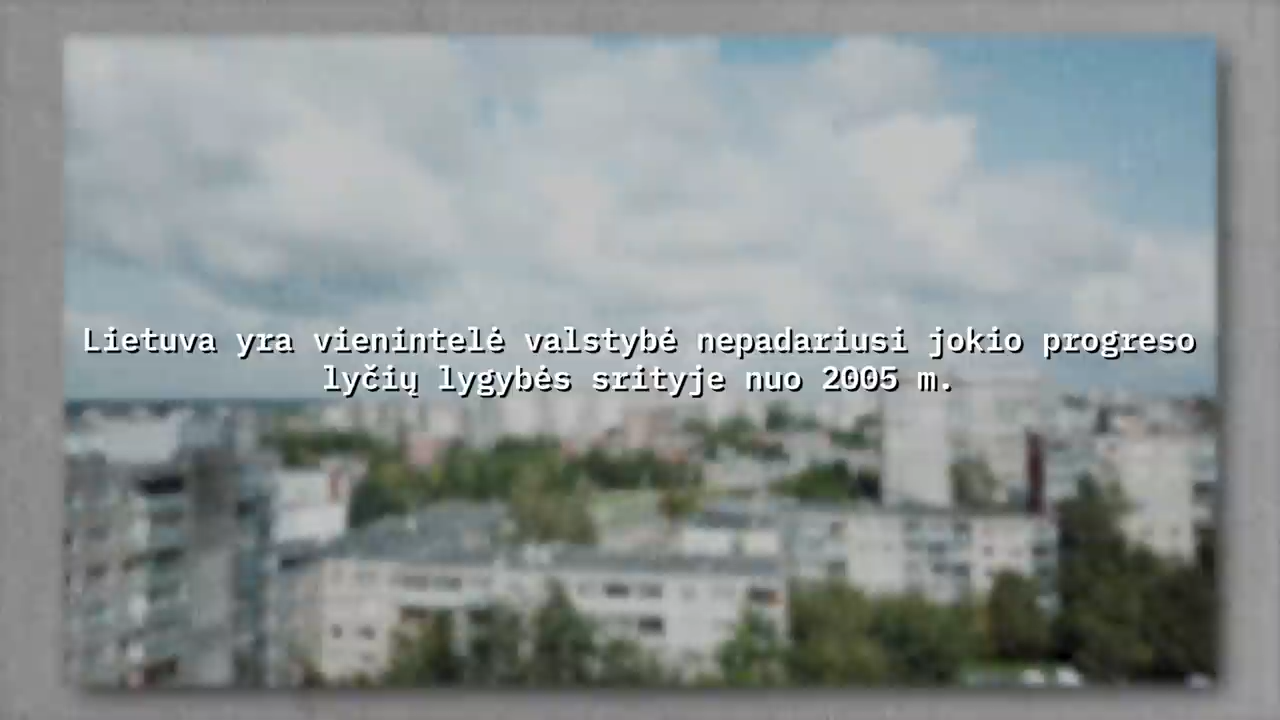 Lietuva yra vienintelė valstybė nepadariusi jokio progreso
lyčių lygybės srityje nuo 2005 m.